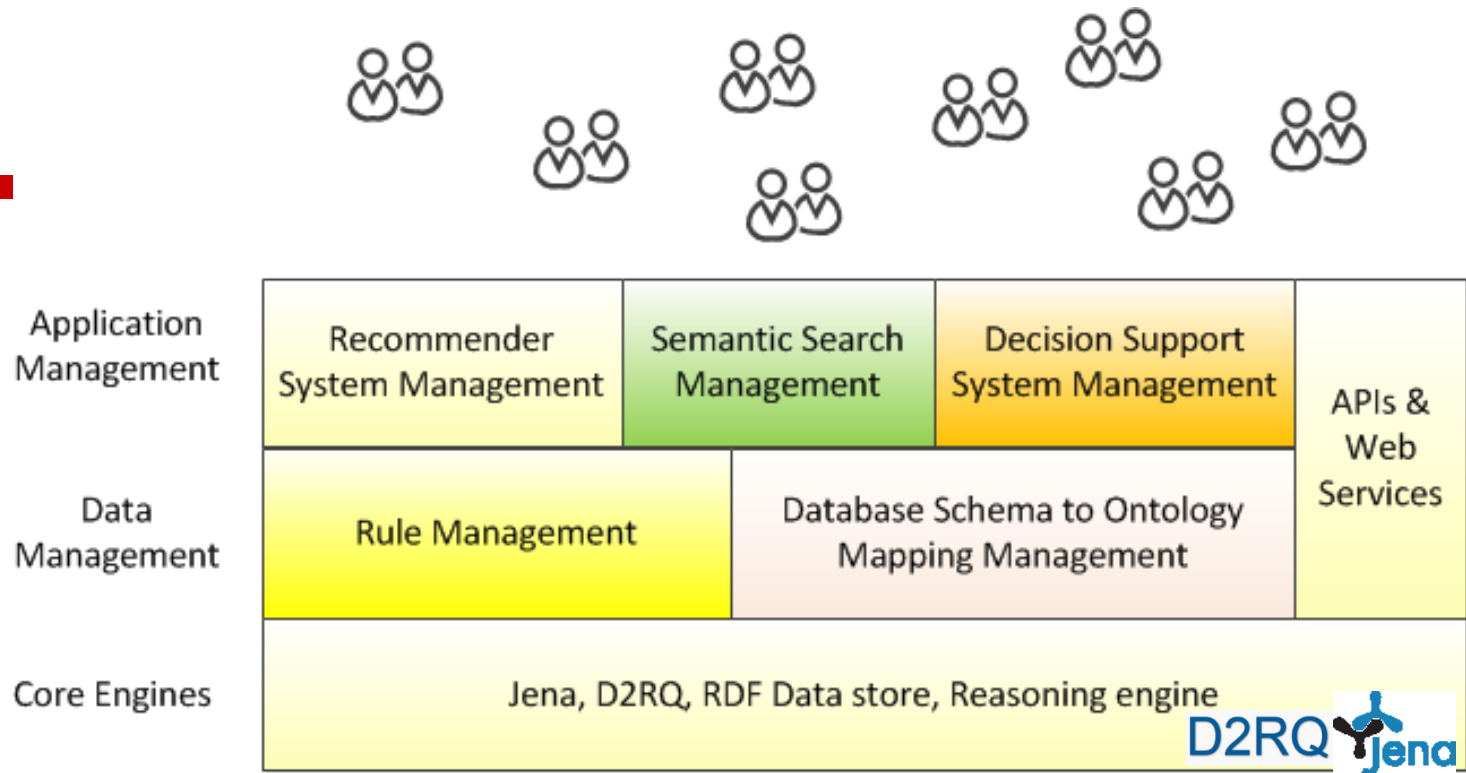 Application
Management
Recommender
System Management
Semantic Search
Management
Decision Support
System Management
APIs &
Web
Services
Data
Management
Rule Management
Database Schema to Ontology
Mapping Management
Core Engines
Jena, D2RQ, RDF Data store, Reasoning engine
D2RQ
jena